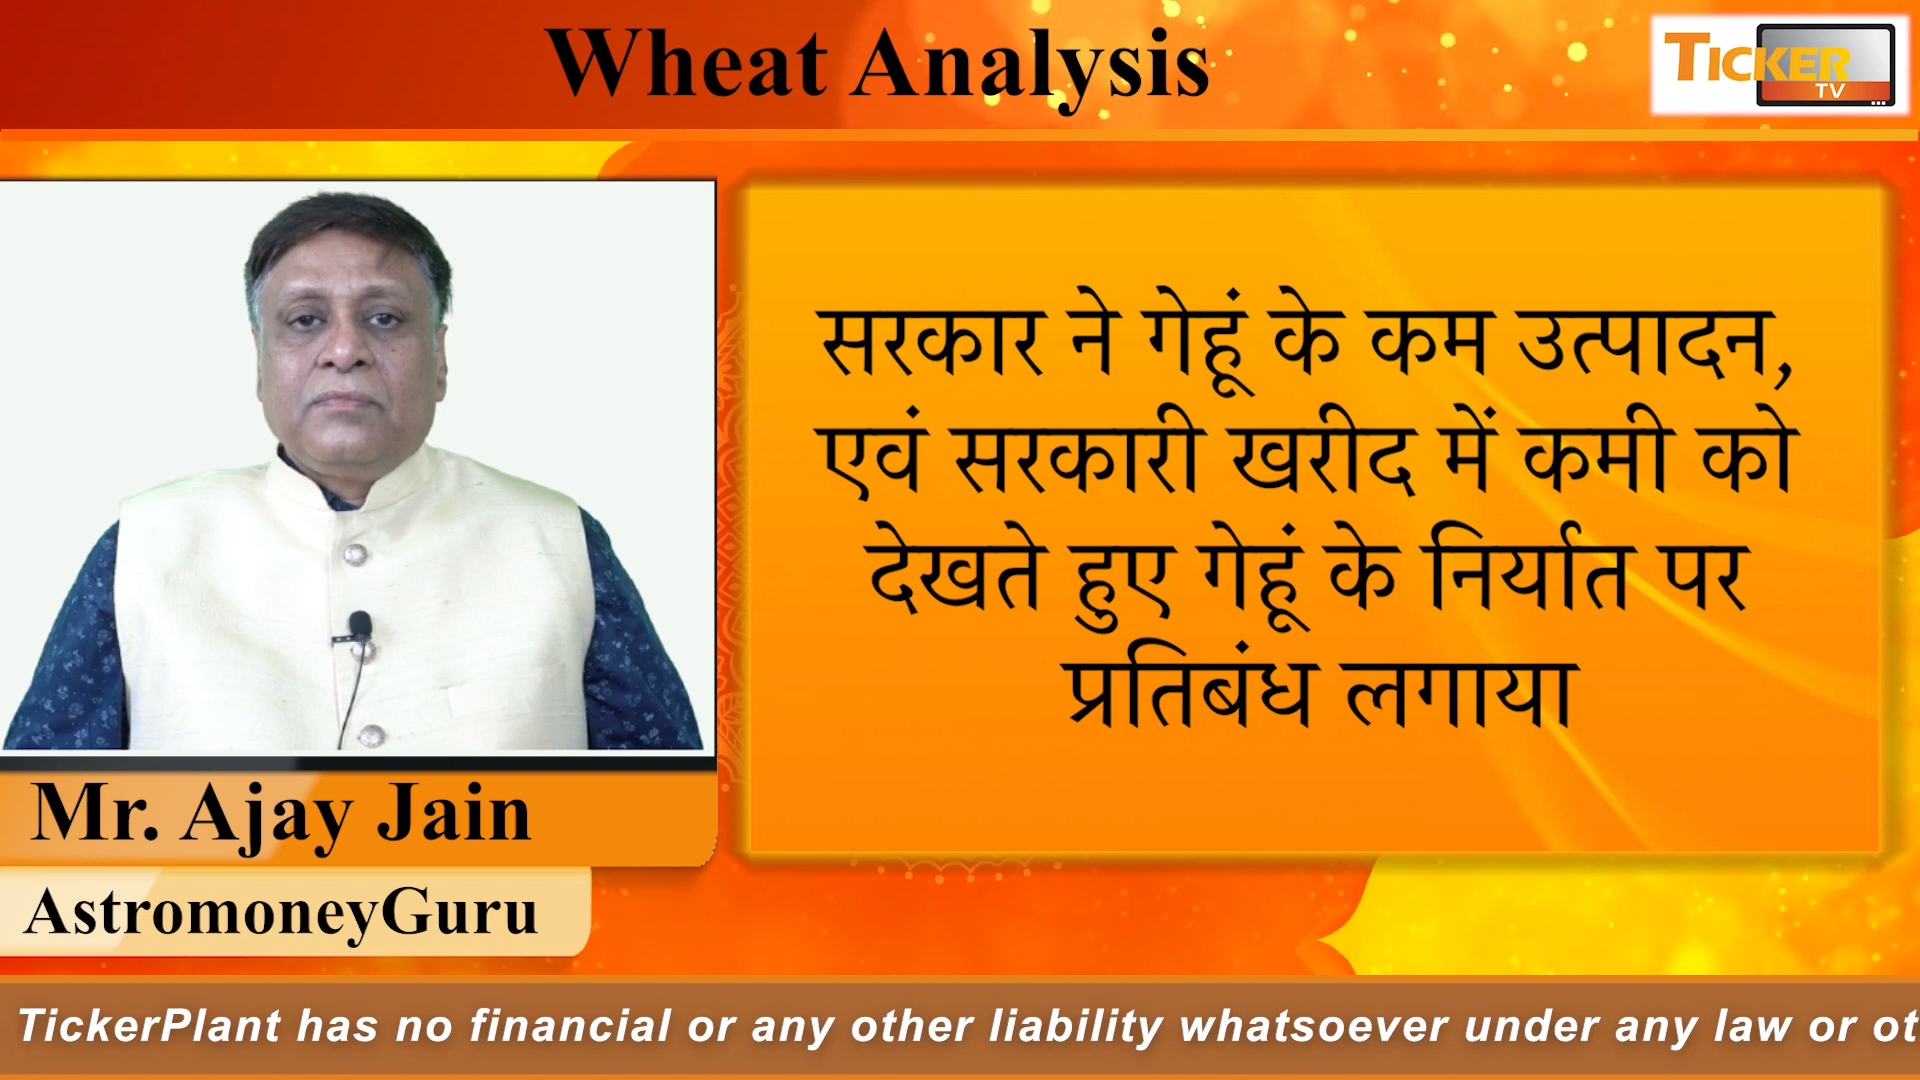 Wheat Analysis
TICKER
TV
सरकार ने गेहूं के कम उत्पादन,
एवं सरकारी खरीद में कमी को
देखते हुए गेहूं के निर्यात पर
प्रतिबंध लगाया
Mr. Ajay Jain
AstromoneyGuru
TickerPlant has no financial or any other liability whatsoever under any law or ot